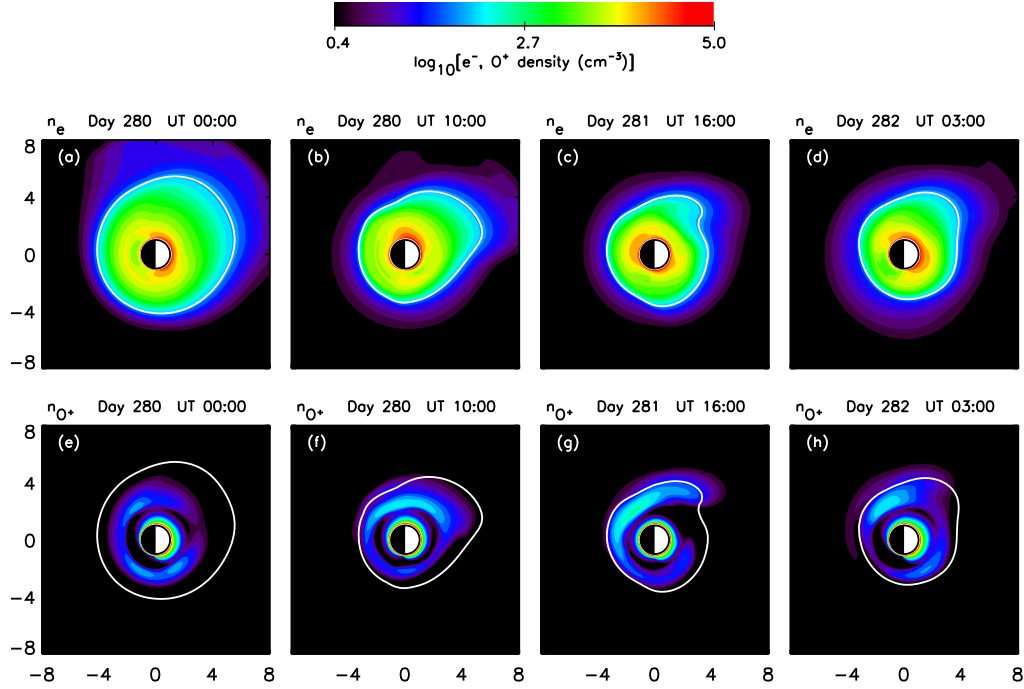 0.4 2.7 5.0
log10[e−, O+ density (cm−3)]
ne Day 280 UT 00:00 ne Day 280 UT 10:00 ne Day 281 UT 16:00 ne Day 282 UT 03:00
8 (a) (b) (c) (d)
4
0
−4
−8
nO+ Day 280 UT 00:00 nO+ Day 280 UT 10:00 nO+ Day 281 UT 16:00 nO+ Day 282 UT 03:00
8 (e) (f) (g) (h)
4
0
−4
−8
−8 −4 0 4 8 −4 0 4 8 −4 0 4 8 −4 0 4 8